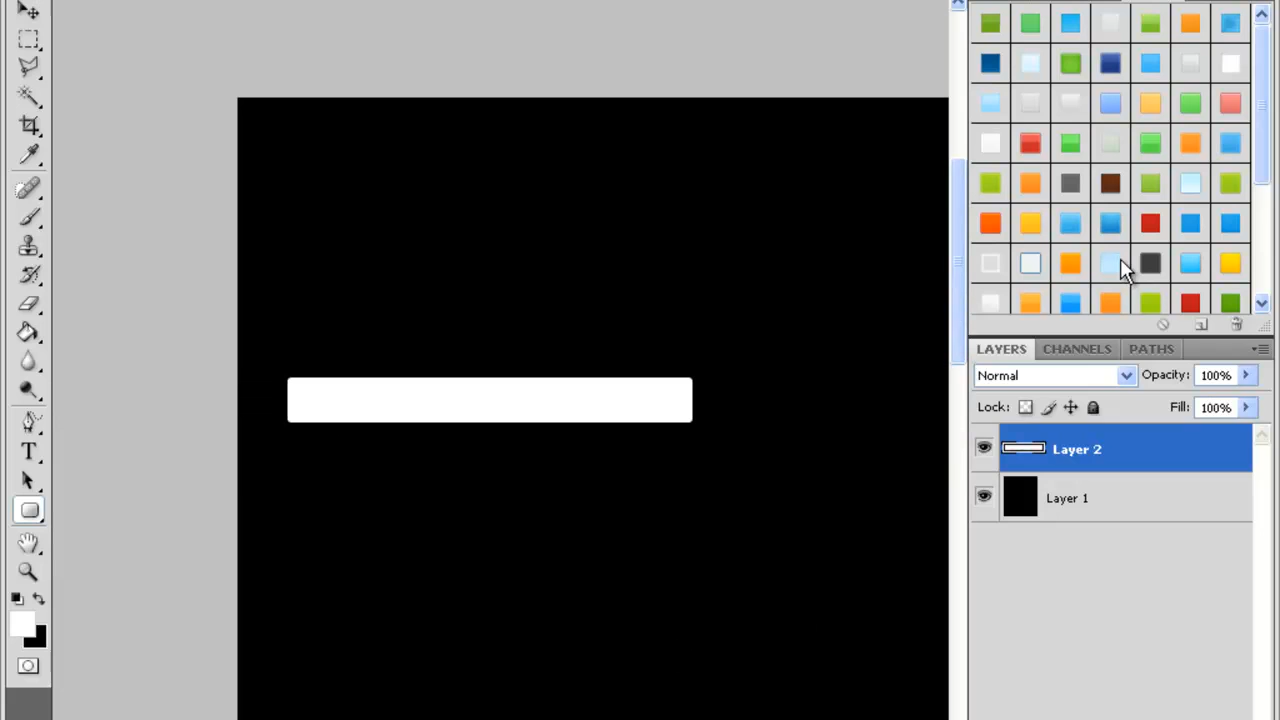 LAYERS CHANNELS PATHS
Normal Opacity: 100%
Lock: Fill: 100%
Layer 2
Layer 1
T